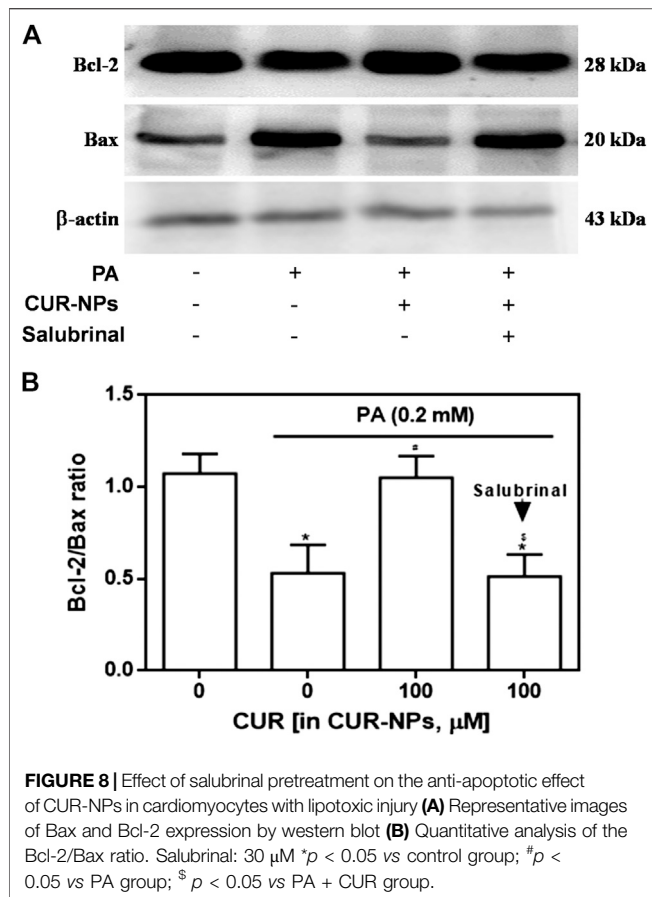 A
Bcl-2 28 kDa
Bax 20 kDa
β-actin 43 kDa
PA - + + +
CUR-NPs - - + +
Salubrinal - - - +
B
PA (0.2 mM)
Bcl-2/Bax ratio
1.5
1.0
0.5
0.0
*
#
Salubrinal
$
*
0 0 100 100
CUR [in CUR-NPs, μM]
FIGURE 8 | Effect of salubrinal pretreatment on the anti-apoptotic effect
of CUR-NPs in cardiomyocytes with lipotoxic injury (A) Representative images
of Bax and Bcl-2 expression by western blot (B) Quantitative analysis of the
Bcl-2/Bax ratio. Salubrinal: 30 μM *p < 0.05 vs control group; #p <
0.05 vs PA group; $ p < 0.05 vs PA + CUR group.